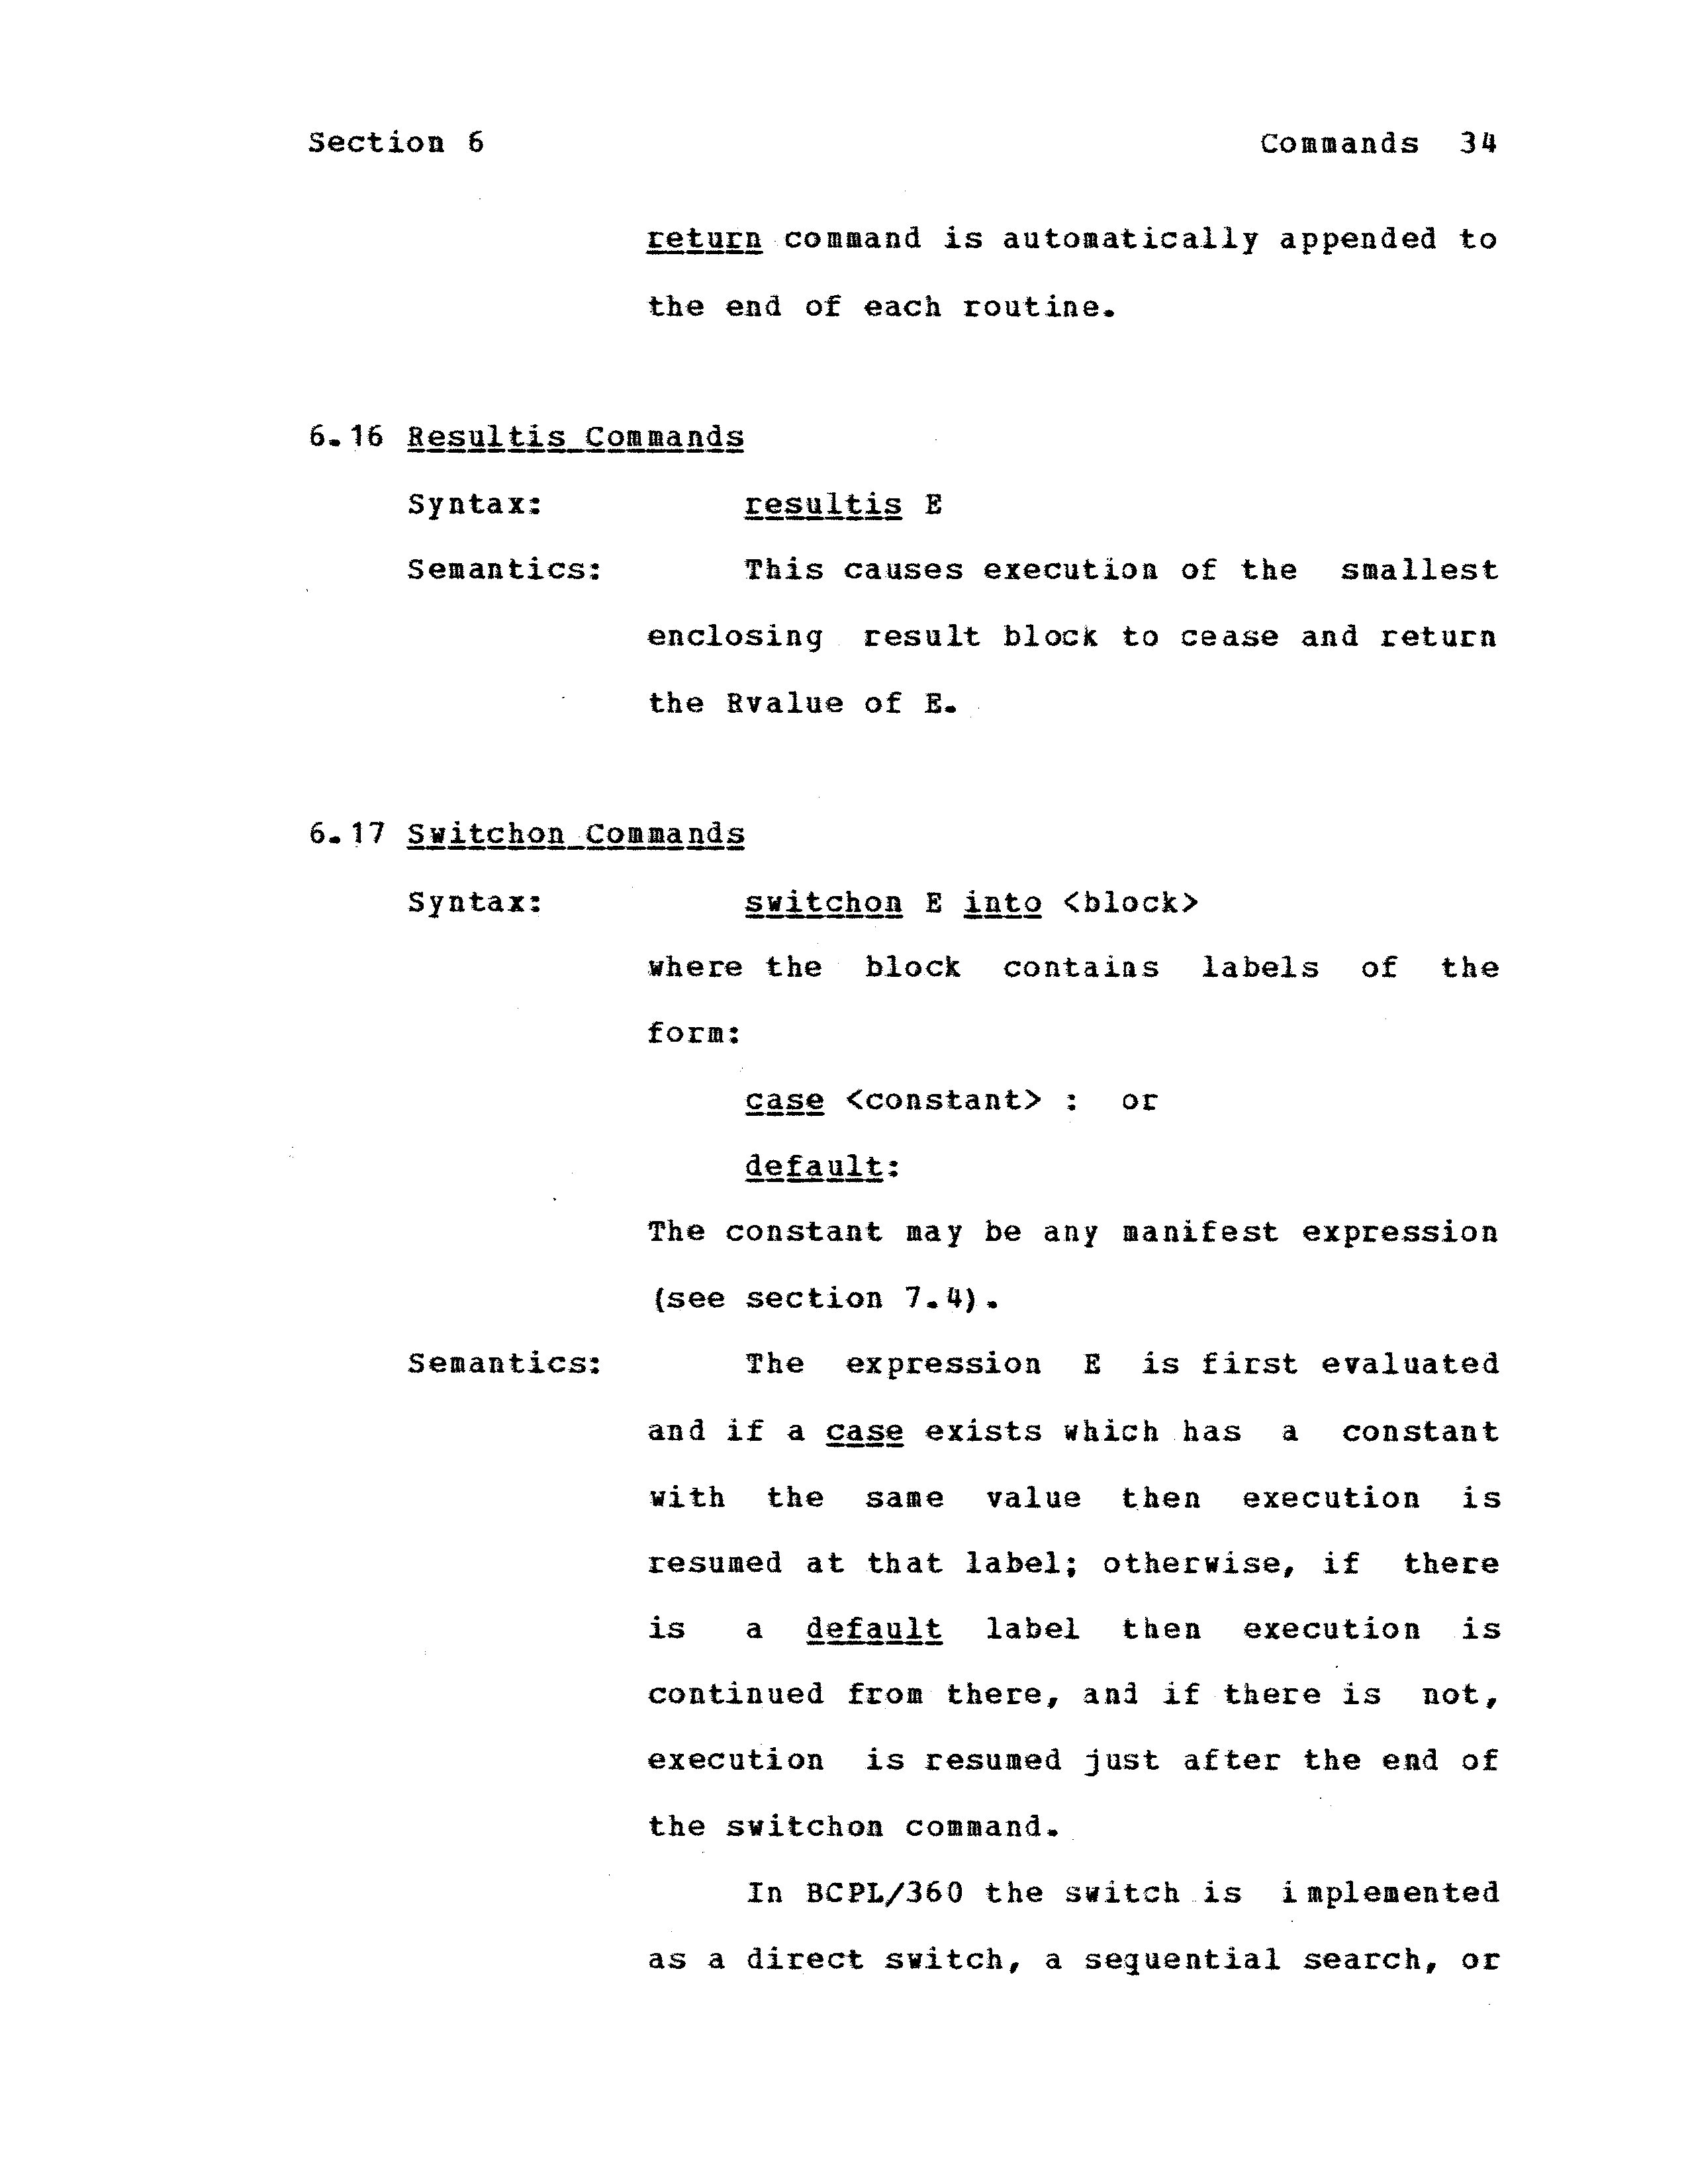 Section 6 Commands 34
return command is automatically appended to
the end of each routine.
6.16 Resultis Commands
Syntax: resultis E
Semantics: This causes execution of the smallest
enclosing result block to cease and return
the Rvalue of E.
6.17 Switchon Commands
Syntax: switchon E into <block>
where the block contains labels of the
form:
case <constant> : or
default:
The constant may be any manifest expression
(see section 7.4).
Semantics: The expression E is first evaluated
and if a case exists which has a constant
with the same value then execution is
resumed at that label; otherwise, if there
is a default label then execution is
continued from there, and if there is not,
execution is resumed just after the end of
the switchon command.
In BCPL/360 the switch is implemented
as a direct switch, a sequential search, or